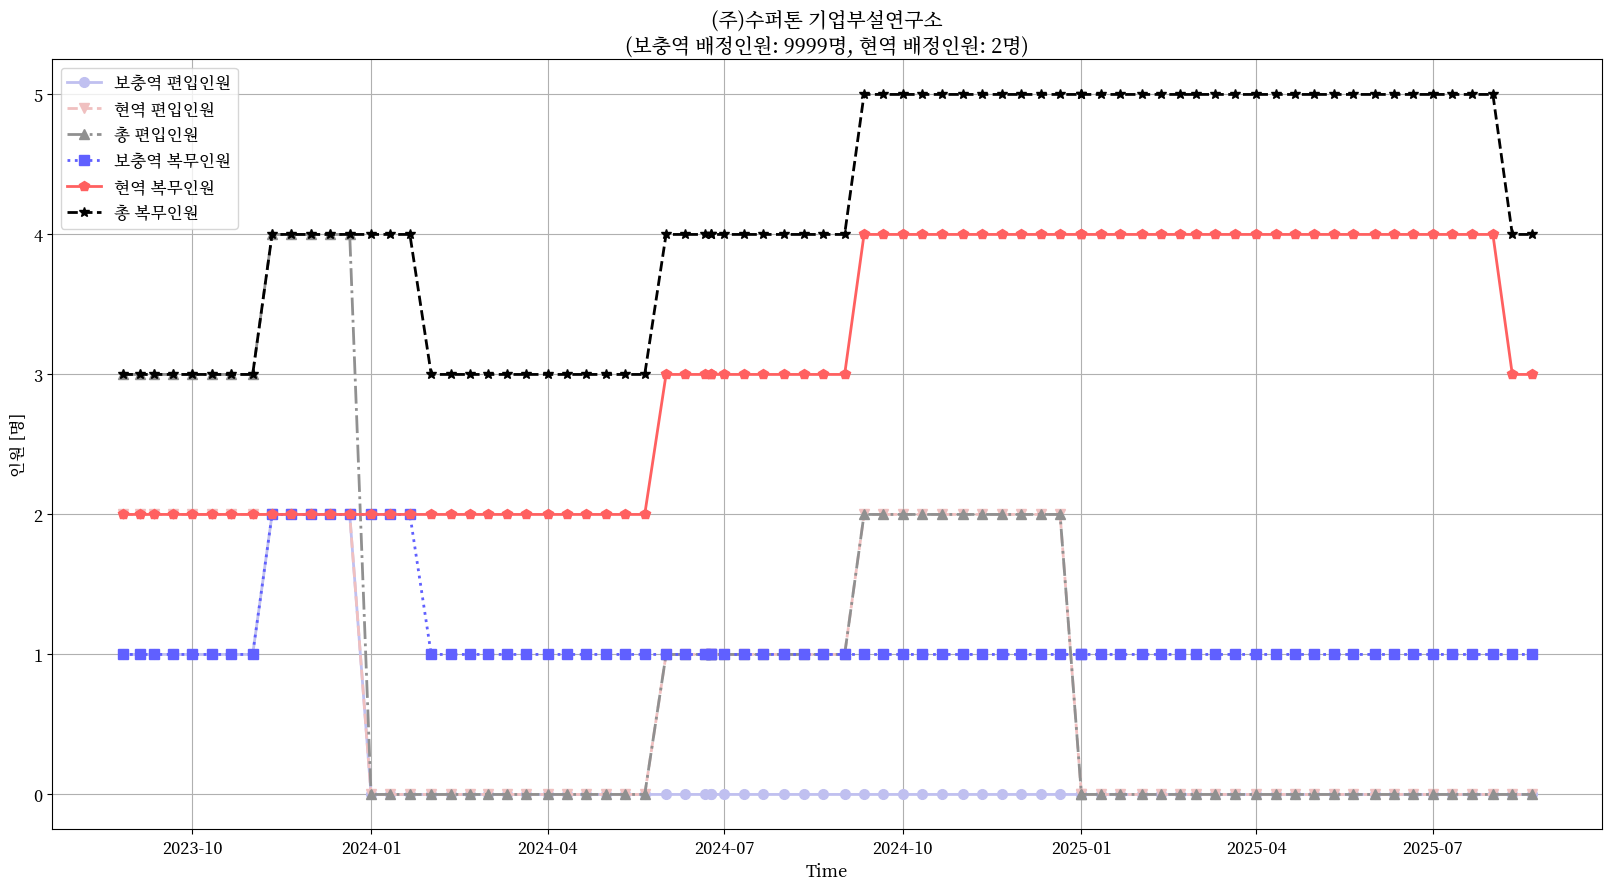 (주)수퍼톤 기업부설연구소
(보충역 배정인원: 9999명, 현역 배정인원: 2명)
보충역 편입인원
현역 편입인원
총 편입인원
보충역 복무인원
현역 복무인원
총 복무인원
인원 [명]
5
4
3
2
1
0
2023-10
2024-01
2024-04
2024-07
2024-10
2025-01
2025-04
2025-07
Time